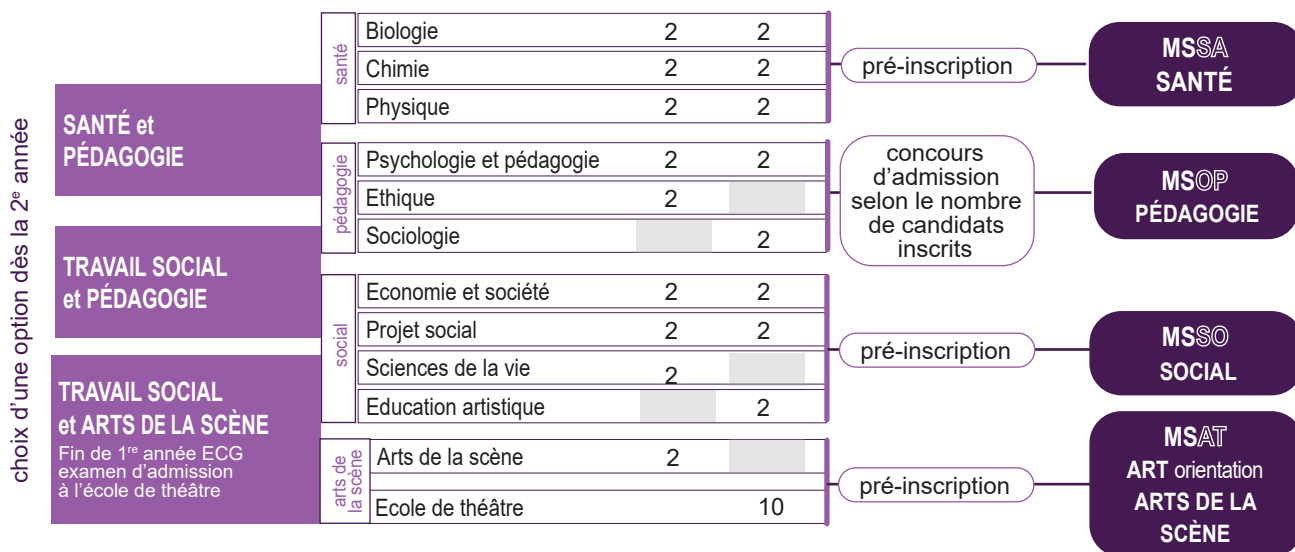 choix d’une option dès la 2e année
SANTÉ et
PÉDAGOGIE
TRAVAIL SOCIAL
et PÉDAGOGIE
TRAVAIL SOCIAL
et ARTS DE LA SCÈNE
Fin de 1re année ECG
examen d’admission
à l’école de théâtre
santé
Biologie 2 2
Chimie 2 2
Physique 2 2
pédagogie
Psychologie et pédagogie 2 2
Ethique 2
Sociologie 2
social
Economie et société 2 2
Projet social 2 2
Sciences de la vie 2
Education artistique 2
arts de
la scène
Arts de la scène 2
Ecole de théâtre 10
pré-inscription
concours
d’admission
selon le nombre
de candidats
inscrits
pré-inscription
pré-inscription
MSSA
SANTÉ
MSOP
PÉDAGOGIE
MSSO
SOCIAL
MSAT
ART orientation
ARTS DE LA
SCÈNE